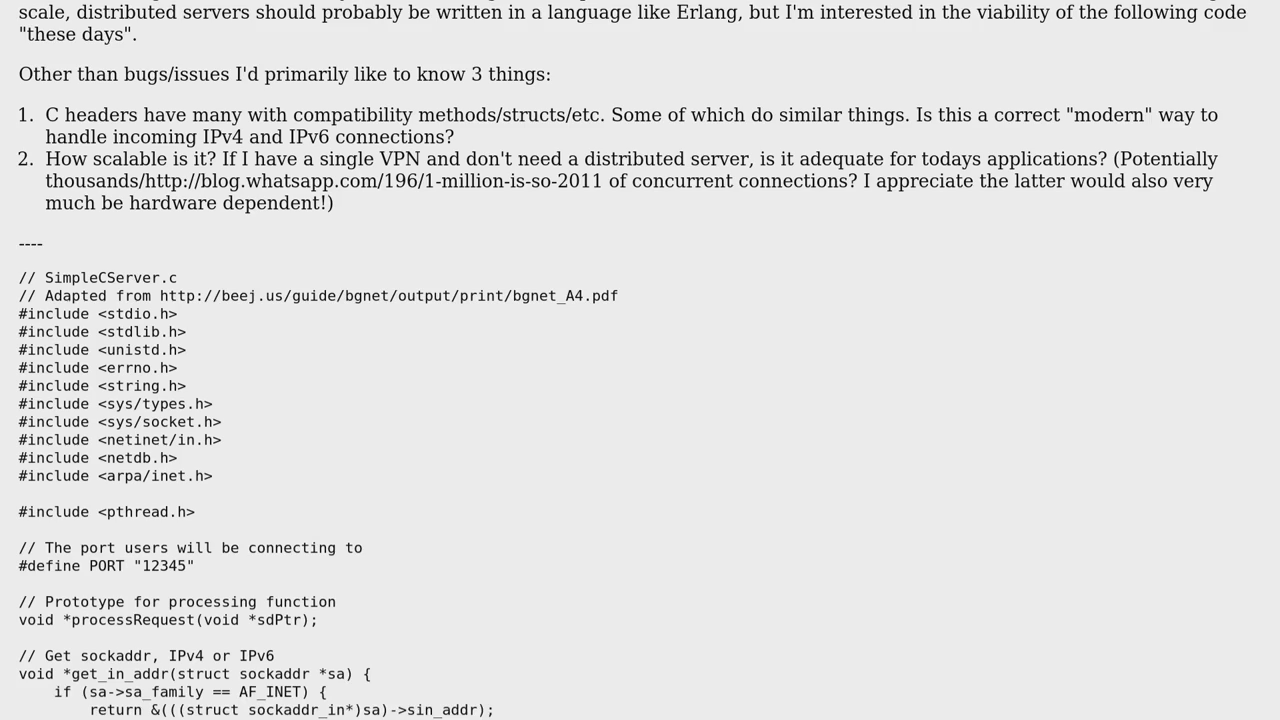 scale, distributed servers should probably be written in a language like Erlang, but I'm interested in the viability of the following code
"these days".
Other than bugs/issues I'd primarily like to know 3 things:
1. C headers have many with compatibility methods/structs/etc. Some of which do similar things. Is this a correct "modern" way to
handle incoming IPv4 and IPv6 connections?
2. How scalable is it? If I have a single VPN and don't need a distributed server, is it adequate for todays applications? (Potentially
thousands/http://blog.whatsapp.com/196/1-million-is-so-2011 of concurrent connections? I appreciate the latter would also very
much be hardware dependent!)
----
// SimpleCServer.c
// Adapted from http://beej.us/guide/bgnet/output/print/bgnet_A4.pdf
#include <stdio.h>
#include <stdlib.h>
#include <unistd.h>
#include <errno.h>
#include <string.h>
#include <sys/types.h>
#include <sys/socket.h>
#include <netinet/in.h>
#include <netdb.h>
#include <arpa/inet.h>
#include <pthread.h>
// The port users will be connecting to
#define PORT "12345"
// Prototype for processing function
void *processRequest(void *sdPtr);
// Get sockaddr, IPv4 or IPv6
void *get_in_addr(struct sockaddr *sa) {
    if (sa->sa_family == AF_INET) {
        return &(((struct sockaddr_in*)sa)->sin_addr);